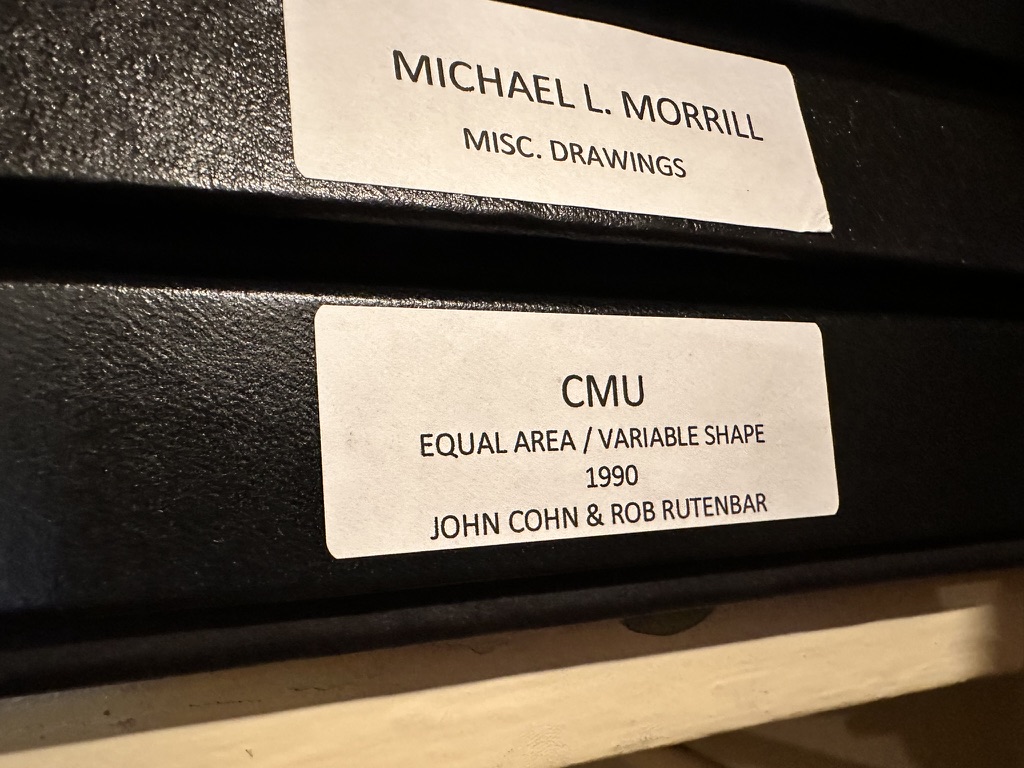 MICHAEL L. MORRILL
MISC. DRAWINGS
CMU
EQUAL AREA / VARIABLE SHAPE
1990
JOHN COHN & ROB RUTENBAR